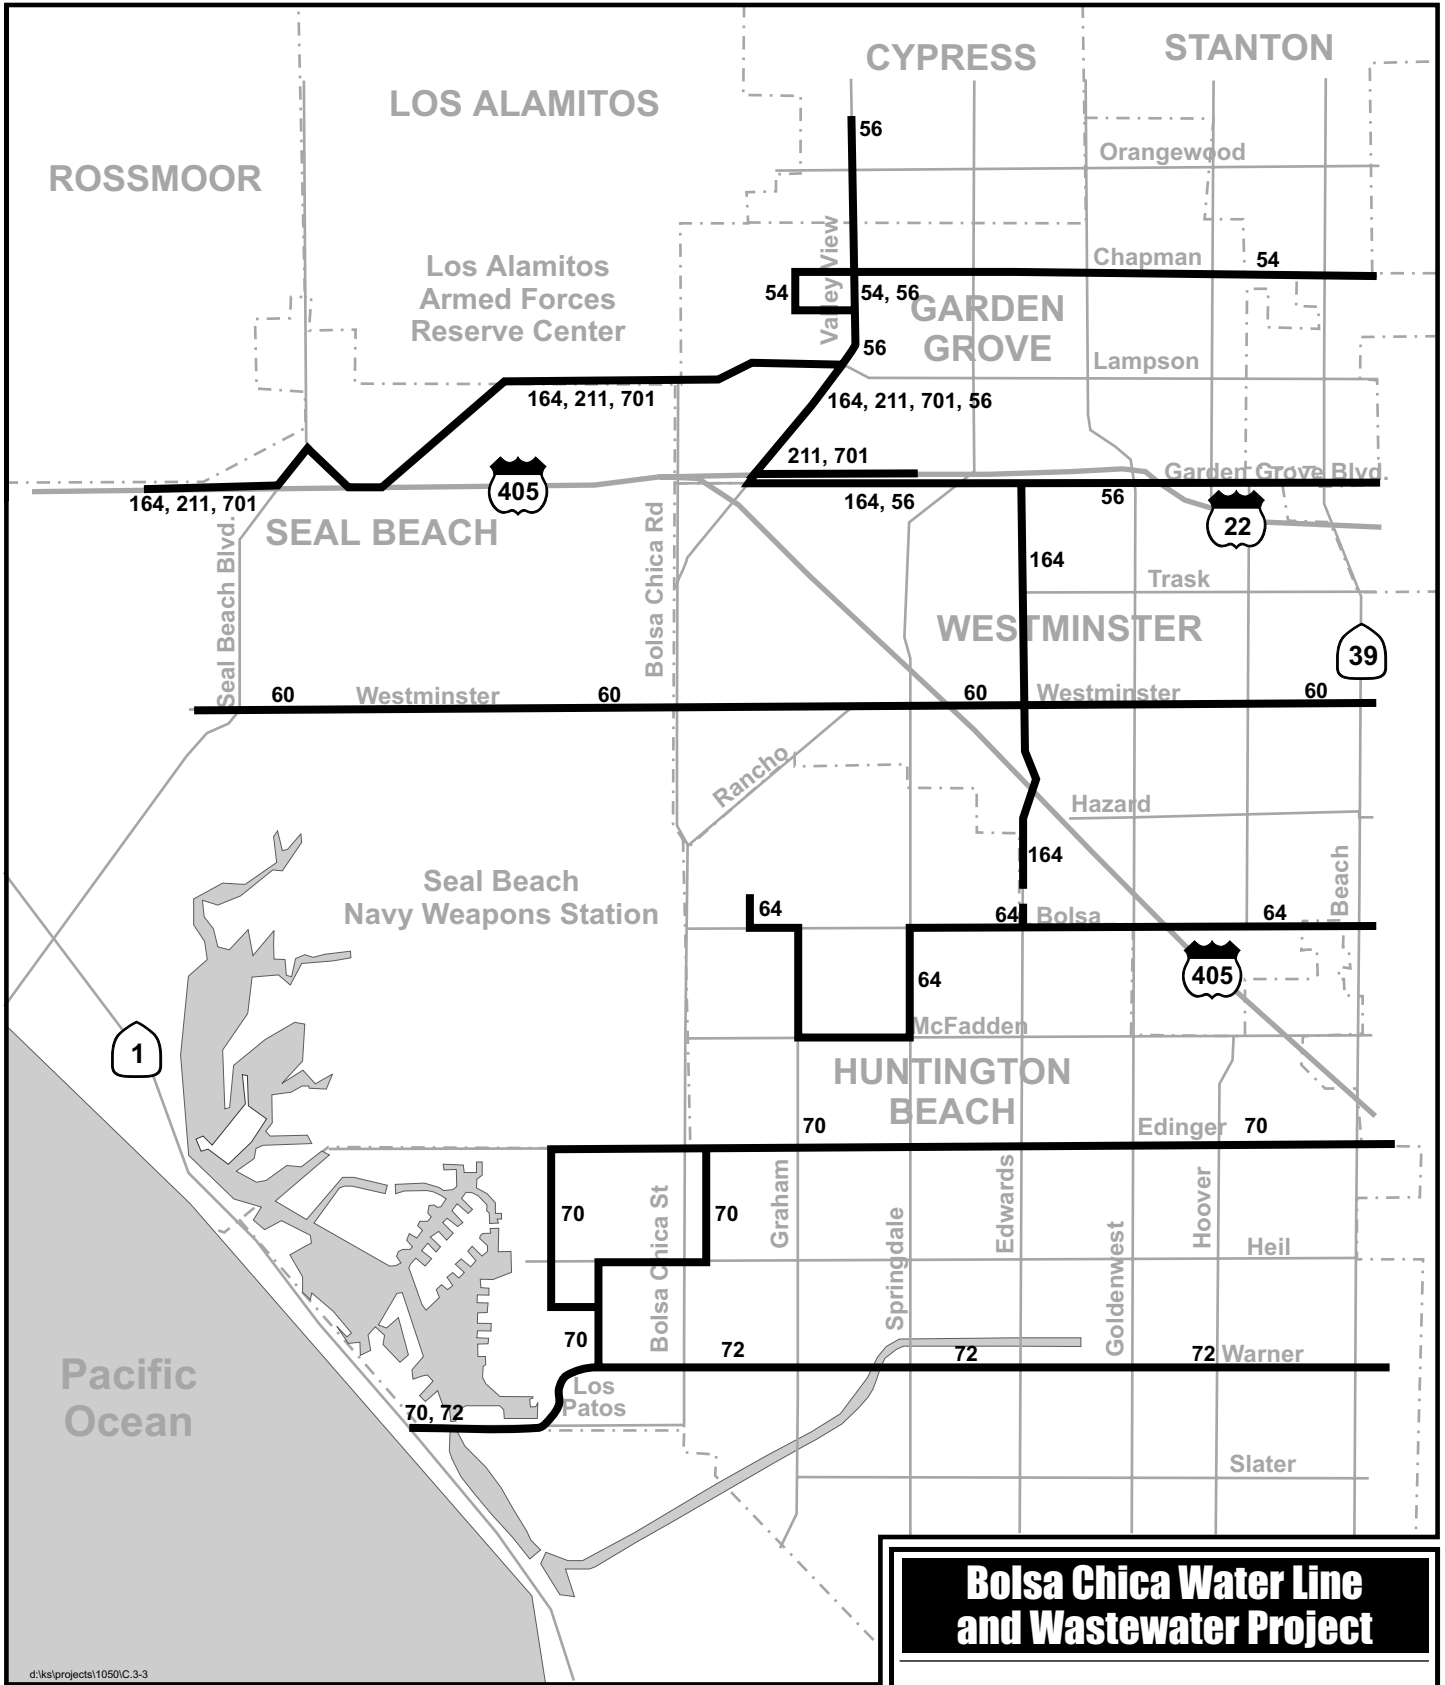 CYPRESS
STANTON
LOS ALAMITOS
56
Orangewood
ROSSMOOR
Valley View
Los Alamitos
Armed Forces
Reserve Center
Chapman
54
54
54, 56
GARDEN
GROVE
56
Lampson
164, 211, 701
164, 211, 701, 56
211, 701
Garden Grove Blvd.
405
164, 211, 701
164, 56
56
22
SEAL BEACH
Seal Beach Blvd.
Bolsa Chica Rd
164
Trask
WESTMINSTER
39
60
Westminster
60
60
Westminster
60
Rancho
Hazard
164
Beach
Seal Beach
Navy Weapons Station
64
64
Bolsa
64
64
405
McFadden
1
HUNTINGTON
BEACH
70
Edinger
70
70
70
Bolsa Chica St
Graham
Springdale
Edwards
Goldenwest
Hoover
Heil
70
72
72
72
Warner
Los
Patos
70, 72
Pacific
Ocean
Slater
Bolsa Chica Water Line
and Wastewater Project
d:\ks\projects\1050\C.3-3